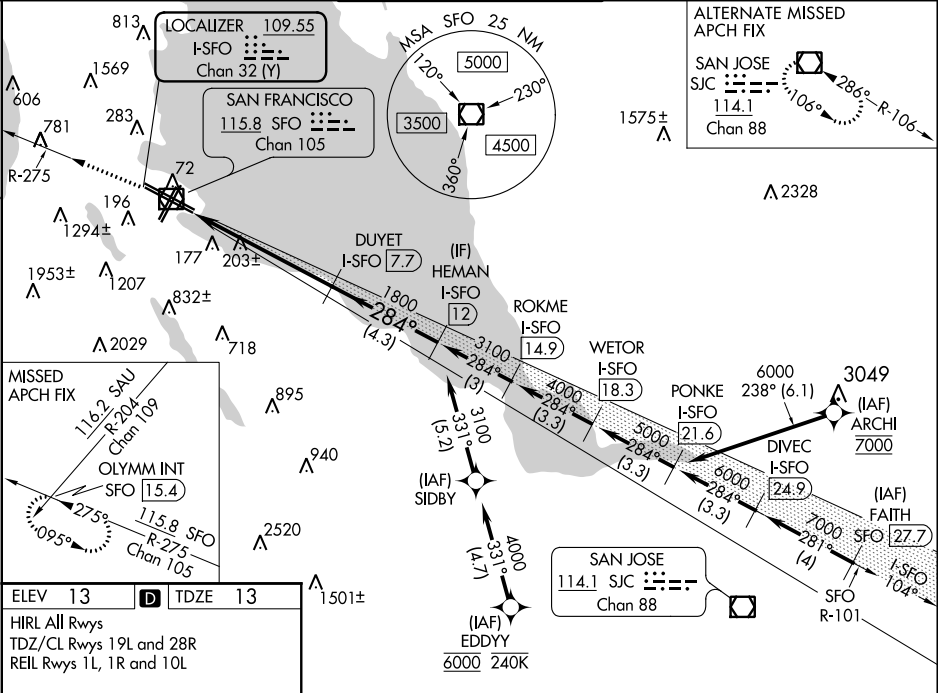 813
LOCALIZER 109.55
I-SFO
Chan 32 (Y)
1569
606
283
781
R-275
SAN FRANCISCO
115.8 SFO
Chan 105
72
196
1294±
177
203±
1953±
1207
832±
2029
718
MSA SFO 25 NM
120°
5000
230°
3500
4500
360°
ALTERNATE MISSED
APCH FIX
SAN JOSE
SJC
114.1
Chan 88
286°
R-106
106°
1575±
2328
DUYET
I-SFO 7.7
(IF)
HEMAN
I-SFO
12
ROKME
I-SFO
14.9
WETOR
I-SFO
18.3
PONKE
I-SFO
21.6
6000
238° (6.1)
3049
(IAF)
ARCHI
7000
DIVEC
I-SFO
24.9
(IAF)
FAITH
SFO 27.7
1800
284°
(4.3)
3100
284°
(3)
4000
284°
(3.3)
5000
284°
(3.3)
6000
284°
(3.3)
7000
281°
(4)
I-SFO
104°
SFO
R-101
3100
331°
(5.2)
(IAF)
SIDBY
4000
331°
(4.7)
(IAF)
EDDYY
6000 240K
SAN JOSE
114.1 SJC
Chan 88
895
940
2520
1501±
MISSED
APCH FIX
116.2 SAU
R-204
Chan 109
OLYMM INT
SFO 15.4
275°
095°
115.8 SFO
R-275
Chan 105
ELEV 13 D TDZE 13
HIRL All Rwys
TDZ/CL Rwys 19L and 28R
REIL Rwys 1L, 1R and 10L